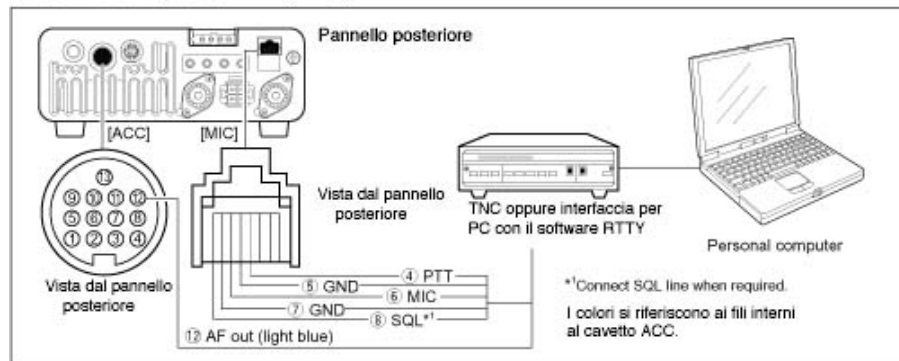 Pannello posteriore
[ACC]
[MIC]
⑬
⑨ ⑩ ⑪ ⑫
⑤ ⑥ ⑦ ⑧
① ② ③ ④
Vista dal pannello
posteriore
Vista dal pannello
posteriore
④ PTT
⑤ GND
⑥ MIC
⑦ GND
⑧ SQL*¹
⑫ AF out (light blue)
TNC oppure interfaccia per
PC con il software RTTY
Personal computer
*¹Connect SQL line when required.
I colori si riferiscono ai fili interni
al cavetto ACC.